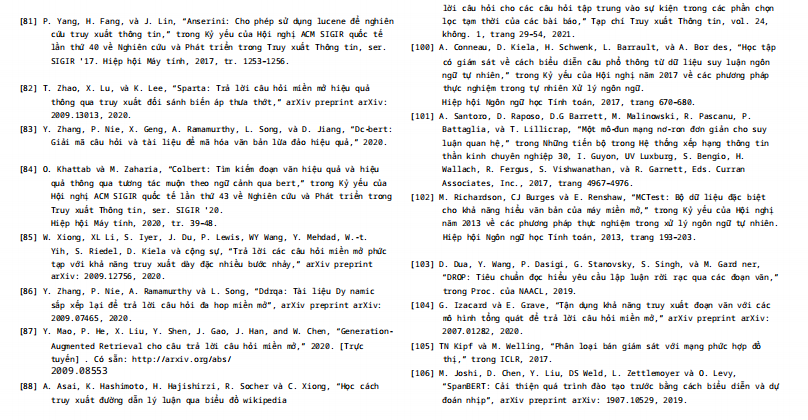 [81] P. Yang, H. Fang, và J. Lin, “Anserini: Cho phép sử dụng lucene để nghiên
cứu truy xuất thông tin,” trong Kỷ yếu của Hội nghị ACM SIGIR quốc tế
lần thứ 40 về Nghiên cứu và Phát triển trong Truy xuất Thông tin, ser.
SIGIR '17. Hiệp hội Máy tính, 2017, tr. 1253–1256.
[82] T. Zhao, X. Lu, và K. Lee, “Sparta: Trả lời câu hỏi miền mở hiệu quả
thông qua truy xuất đối sánh biến áp thưa thớt,” arXiv preprint arXiv:
2009.13013, 2020.
[83] Y. Zhang, P. Nie, X. Geng, A. Ramamurthy, L. Song, và D. Jiang, “Dc-bert:
Giải mã câu hỏi và tài liệu để mã hóa văn bản lừa đảo hiệu quả,” 2020.
[84] O. Khattab và M. Zaharia, “Colbert: Tìm kiếm đoạn văn hiệu quả và hiệu
quả thông qua tương tác muộn theo ngữ cảnh qua bert,” trong Kỷ yếu của
Hội nghị ACM SIGIR quốc tế lần thứ 43 về Nghiên cứu và Phát triển trong
Truy xuất Thông tin, ser. SIGIR '20.
Hiệp hội Máy tính, 2020, tr. 39–48.
[85] W. Xiong, XL Li, S. Iyer, J. Du, P. Lewis, WY Wang, Y. Mehdad, W.-t.
Yih, S. Riedel, D. Kiela và cộng sự, “Trả lời các câu hỏi miền mở phức
tạp với khả năng truy xuất dày đặc nhiều bước nhảy,” arXiv preprint
arXiv: 2009.12756, 2020.
[86] Y. Zhang, P. Nie, A. Ramamurthy và L. Song, “Ddrqa: Tài liệu Dy namic
sắp xếp lại để trả lời câu hỏi đa hop miền mở”, arXiv preprint arXiv:
2009.07465, 2020.
[87] Y. Mao, P. He, X. Liu, Y. Shen, J. Gao, J. Han, and W. Chen, “Generation-
Augmented Retrieval cho câu trả lời câu hỏi miền mở,” 2020. [Trực
tuyến] . Có sẵn: http://arxiv.org/abs/
2009.08553
[88] A. Asai, K. Hashimoto, H. Hajishirzi, R. Socher và C. Xiong, “Học cách
truy xuất đường dẫn lý luận qua biểu đồ wikipedia
lời câu hỏi cho các câu hỏi tập trung vào sự kiện trong các phần chọn
lọc tạm thời của các bài báo,” Tạp chí Truy xuất Thông tin, vol. 24,
không. 1, trang 29–54, 2021.
[100] A. Conneau, D. Kiela, H. Schwenk, L. Barrault, và A. Bor des, “Học tập
có giám sát về cách biểu diễn câu phổ thông từ dữ liệu suy luận ngôn
ngữ tự nhiên,” trong Kỷ yếu của Hội nghị năm 2017 về các phương pháp
thực nghiệm trong tự nhiên Xử lý ngôn ngữ.
Hiệp hội Ngôn ngữ học Tính toán, 2017, trang 670–680.
[101] A. Santoro, D. Raposo, D.G Barrett, M. Malinowski, R. Pascanu, P.
Battaglia, và T. Lillicrap, “Một mô-đun mạng nơ-ron đơn giản cho suy
luận quan hệ,” trong Những tiến bộ trong Hệ thống xếp hạng thông tin
thần kinh chuyên nghiệp 30, I. Guyon, UV Luxburg, S. Bengio, H.
Wallach, R. Fergus, S. Vishwanathan, và R. Garnett, Eds. Curran
Associates, Inc., 2017, trang 4967–4976.
[102] M. Richardson, CJ Burges và E. Renshaw, “MCTest: Bộ dữ liệu đặc biệt
cho khả năng hiểu văn bản của máy miền mở,” trong Kỷ yếu của Hội nghị
năm 2013 về các phương pháp thực nghiệm trong xử lý ngôn ngữ tự nhiên.
Hiệp hội Ngôn ngữ học Tính toán, 2013, trang 193–203.
[103] D. Dua, Y. Wang, P. Dasigi, G. Stanovsky, S. Singh, và M. Gard ner,
“DROP: Tiêu chuẩn đọc hiểu yêu cầu lập luận rời rạc qua các đoạn văn,”
trong Proc. của NAACL, 2019.
[104] G. Izacard và E. Grave, “Tận dụng khả năng truy xuất đoạn văn với các
mô hình tổng quát để trả lời câu hỏi miền mở,” arXiv preprint arXiv:
2007.01282, 2020.
[105] TN Kipf và M. Welling, “Phân loại bán giám sát với mạng phức hợp đồ
thị,” trong ICLR, 2017.
[106] M. Joshi, D. Chen, Y. Liu, DS Weld, L. Zettlemoyer và O. Levy,
“SpanBERT: Cải thiện quá trình đào tạo trước bằng cách biểu diễn và dự
đoán nhịp”, arXiv preprint arXiv: 1907.10529, 2019.